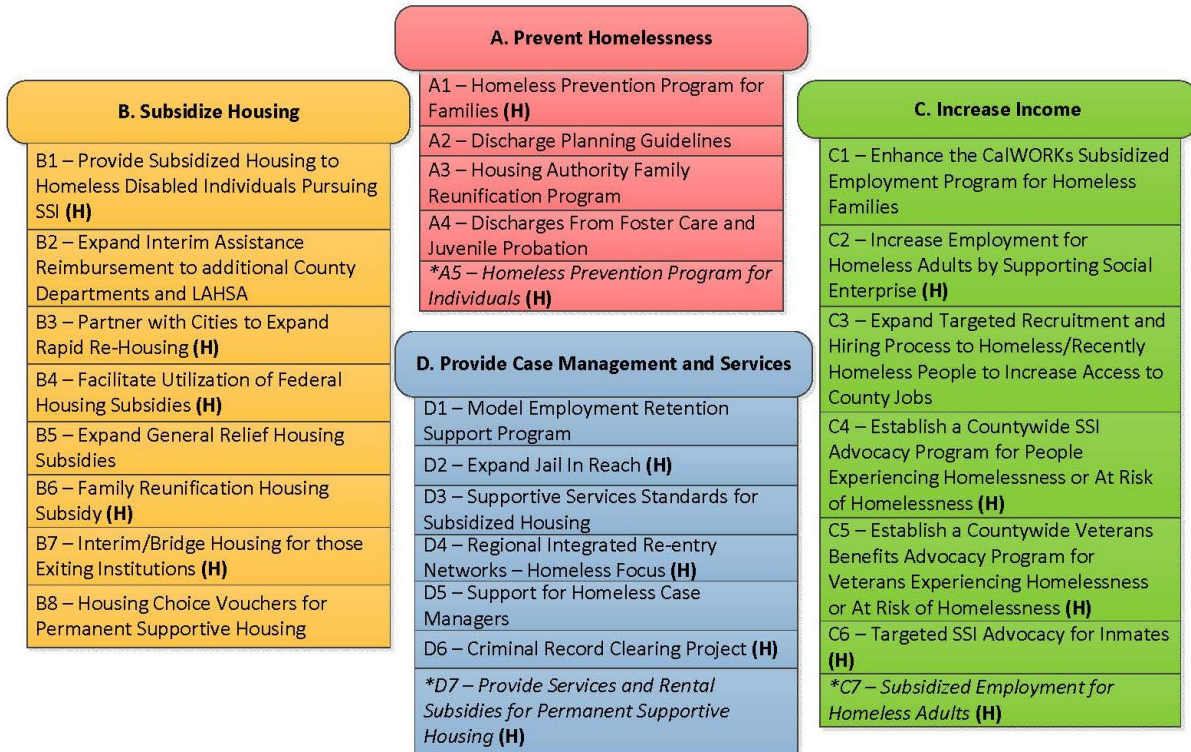 A. Prevent Homelessness
A1 – Homeless Prevention Program for
Families (H)
A2 – Discharge Planning Guidelines
A3 – Housing Authority Family
Reunification Program
A4 – Discharges From Foster Care and
Juvenile Probation
*A5 – Homeless Prevention Program for
Individuals (H)
B. Subsidize Housing
B1 – Provide Subsidized Housing to
Homeless Disabled Individuals Pursuing
SSI (H)
B2 – Expand Interim Assistance
Reimbursement to additional County
Departments and LAHSA
B3 – Partner with Cities to Expand
Rapid Re-Housing (H)
B4 – Facilitate Utilization of Federal
Housing Subsidies (H)
B5 – Expand General Relief Housing
Subsidies
B6 – Family Reunification Housing
Subsidy (H)
B7 – Interim/Bridge Housing for those
Exiting Institutions (H)
B8 – Housing Choice Vouchers for
Permanent Supportive Housing
C. Increase Income
C1 – Enhance the CalWORKs Subsidized
Employment Program for Homeless
Families
C2 – Increase Employment for
Homeless Adults by Supporting Social
Enterprise (H)
C3 – Expand Targeted Recruitment and
Hiring Process to Homeless/Recently
Homeless People to Increase Access to
County Jobs
C4 – Establish a Countywide SSI
Advocacy Program for People
Experiencing Homelessness or At Risk
of Homelessness (H)
C5 – Establish a Countywide Veterans
Benefits Advocacy Program for
Veterans Experiencing Homelessness
or At Risk of Homelessness (H)
C6 – Targeted SSI Advocacy for Inmates
(H)
*C7 – Subsidized Employment for
Homeless Adults (H)
D. Provide Case Management and Services
D1 – Model Employment Retention
Support Program
D2 – Expand Jail In Reach (H)
D3 – Supportive Services Standards for
Subsidized Housing
D4 – Regional Integrated Re-entry
Networks – Homeless Focus (H)
D5 – Support for Homeless Case
Managers
D6 – Criminal Record Clearing Project (H)
*D7 – Provide Services and Rental
Subsidies for Permanent Supportive
Housing (H)